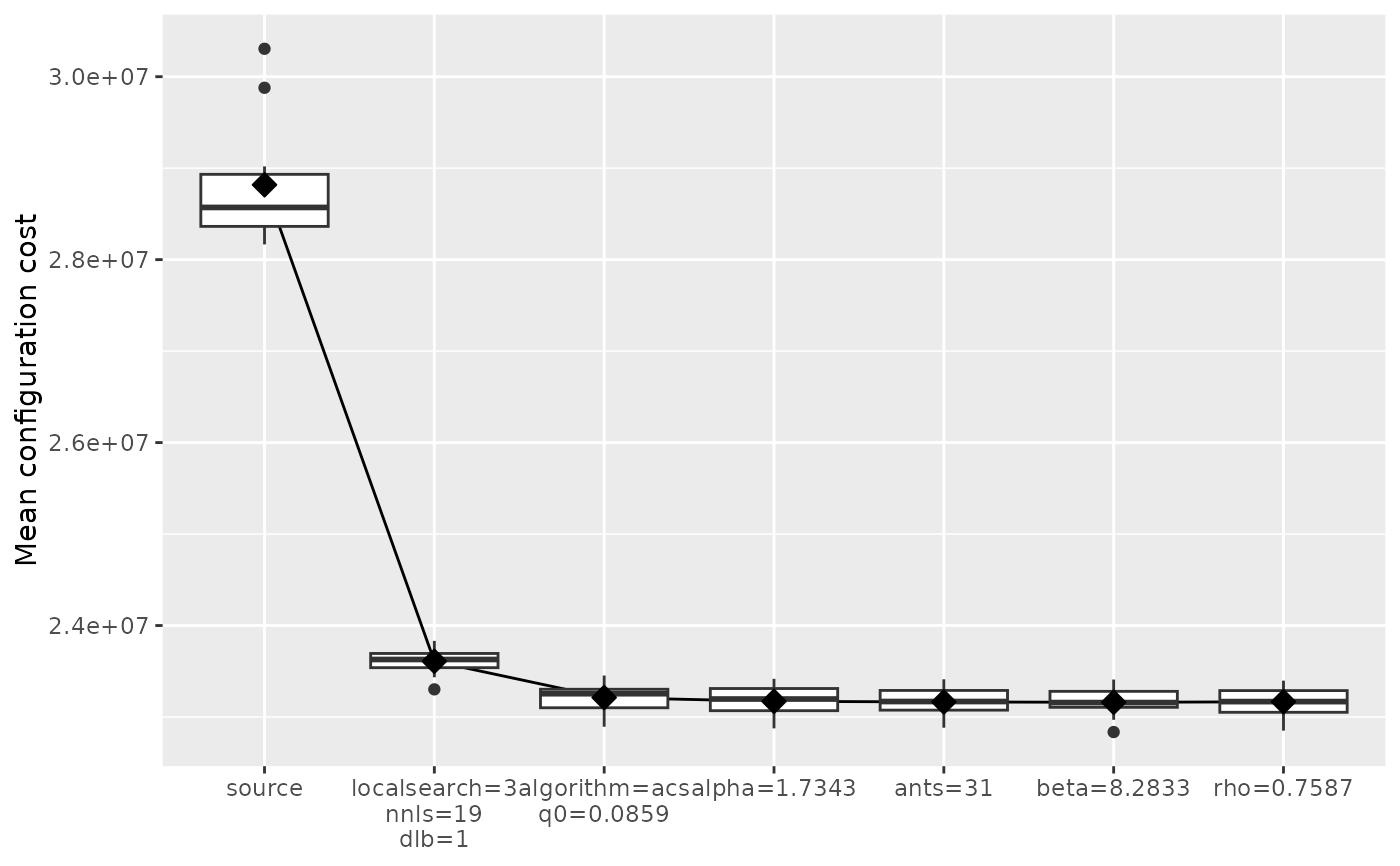 Mean configuration cost
3.0e+07
2.8e+07
2.6e+07
2.4e+07
source
localsearch=3
nnls=19
dlb=1
algorithm=acs
q0=0.0859
alpha=1.7343
ants=31
beta=8.2833
rho=0.7587